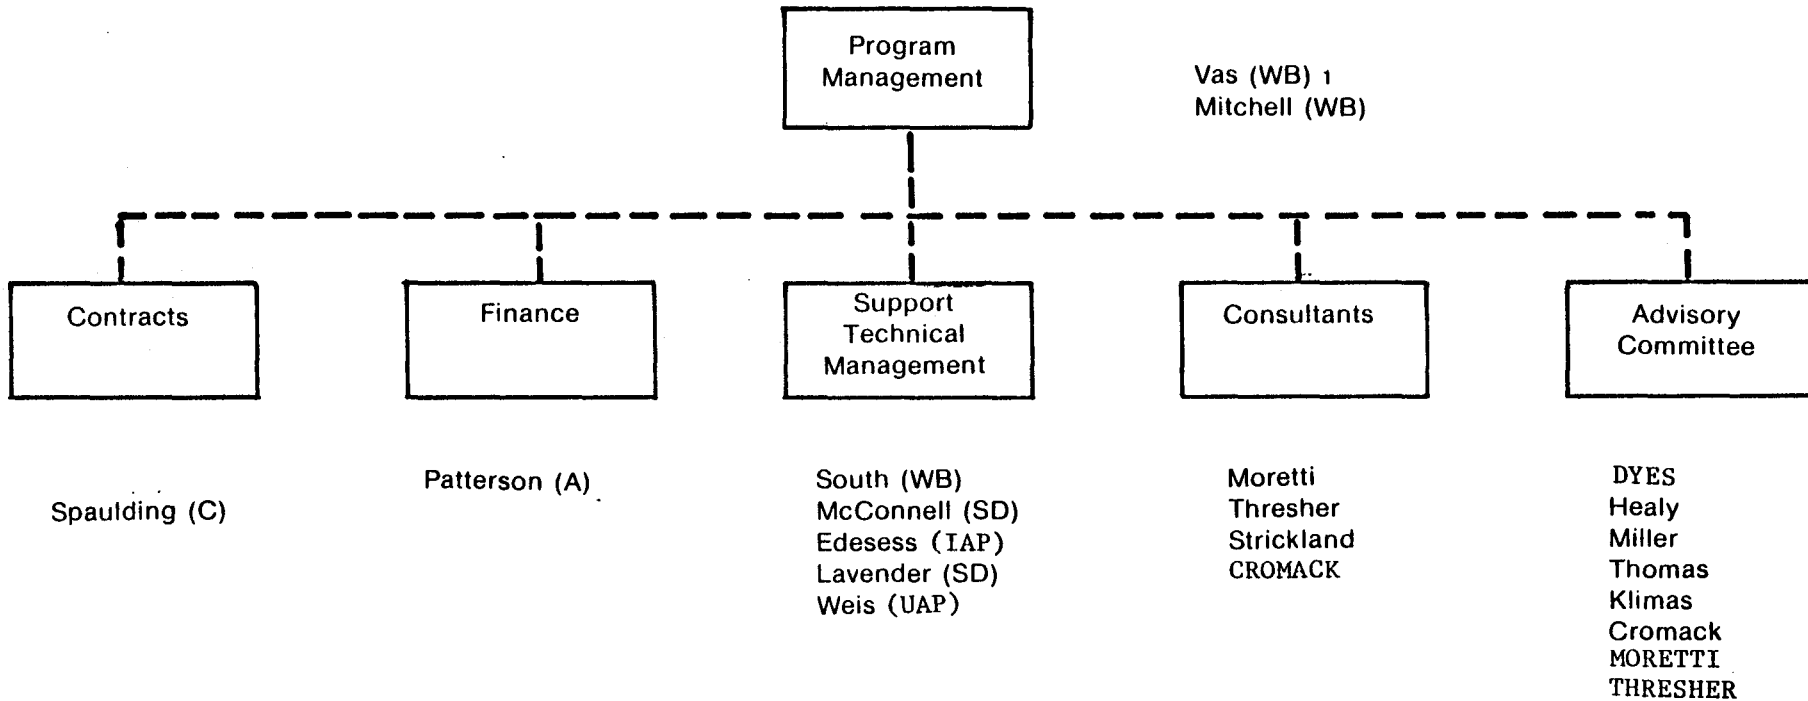 Program
Management
Vas (WB) 1
Mitchell (WB)
Contracts
Finance
Support
Technical
Management
Consultants
Advisory
Committee
Spaulding (C)
Patterson (A)
South (WB)
McConnell (SD)
Edesess (IAP)
Lavender (SD)
Weis (UAP)
Moretti
Thresher
Strickland
CROMACK
DYES
Healy
Miller
Thomas
Klimas
Cromack
MORETTI
THRESHER